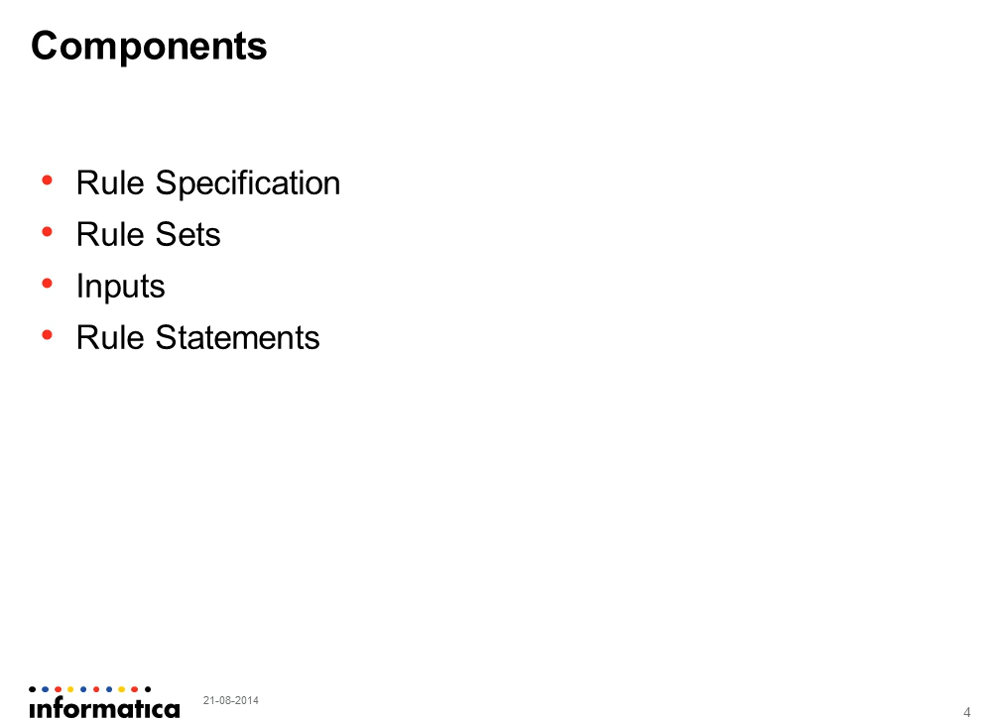 Components
• Rule Specification
• Rule Sets
• Inputs
• Rule Statements
informatica
21-08-2014
4